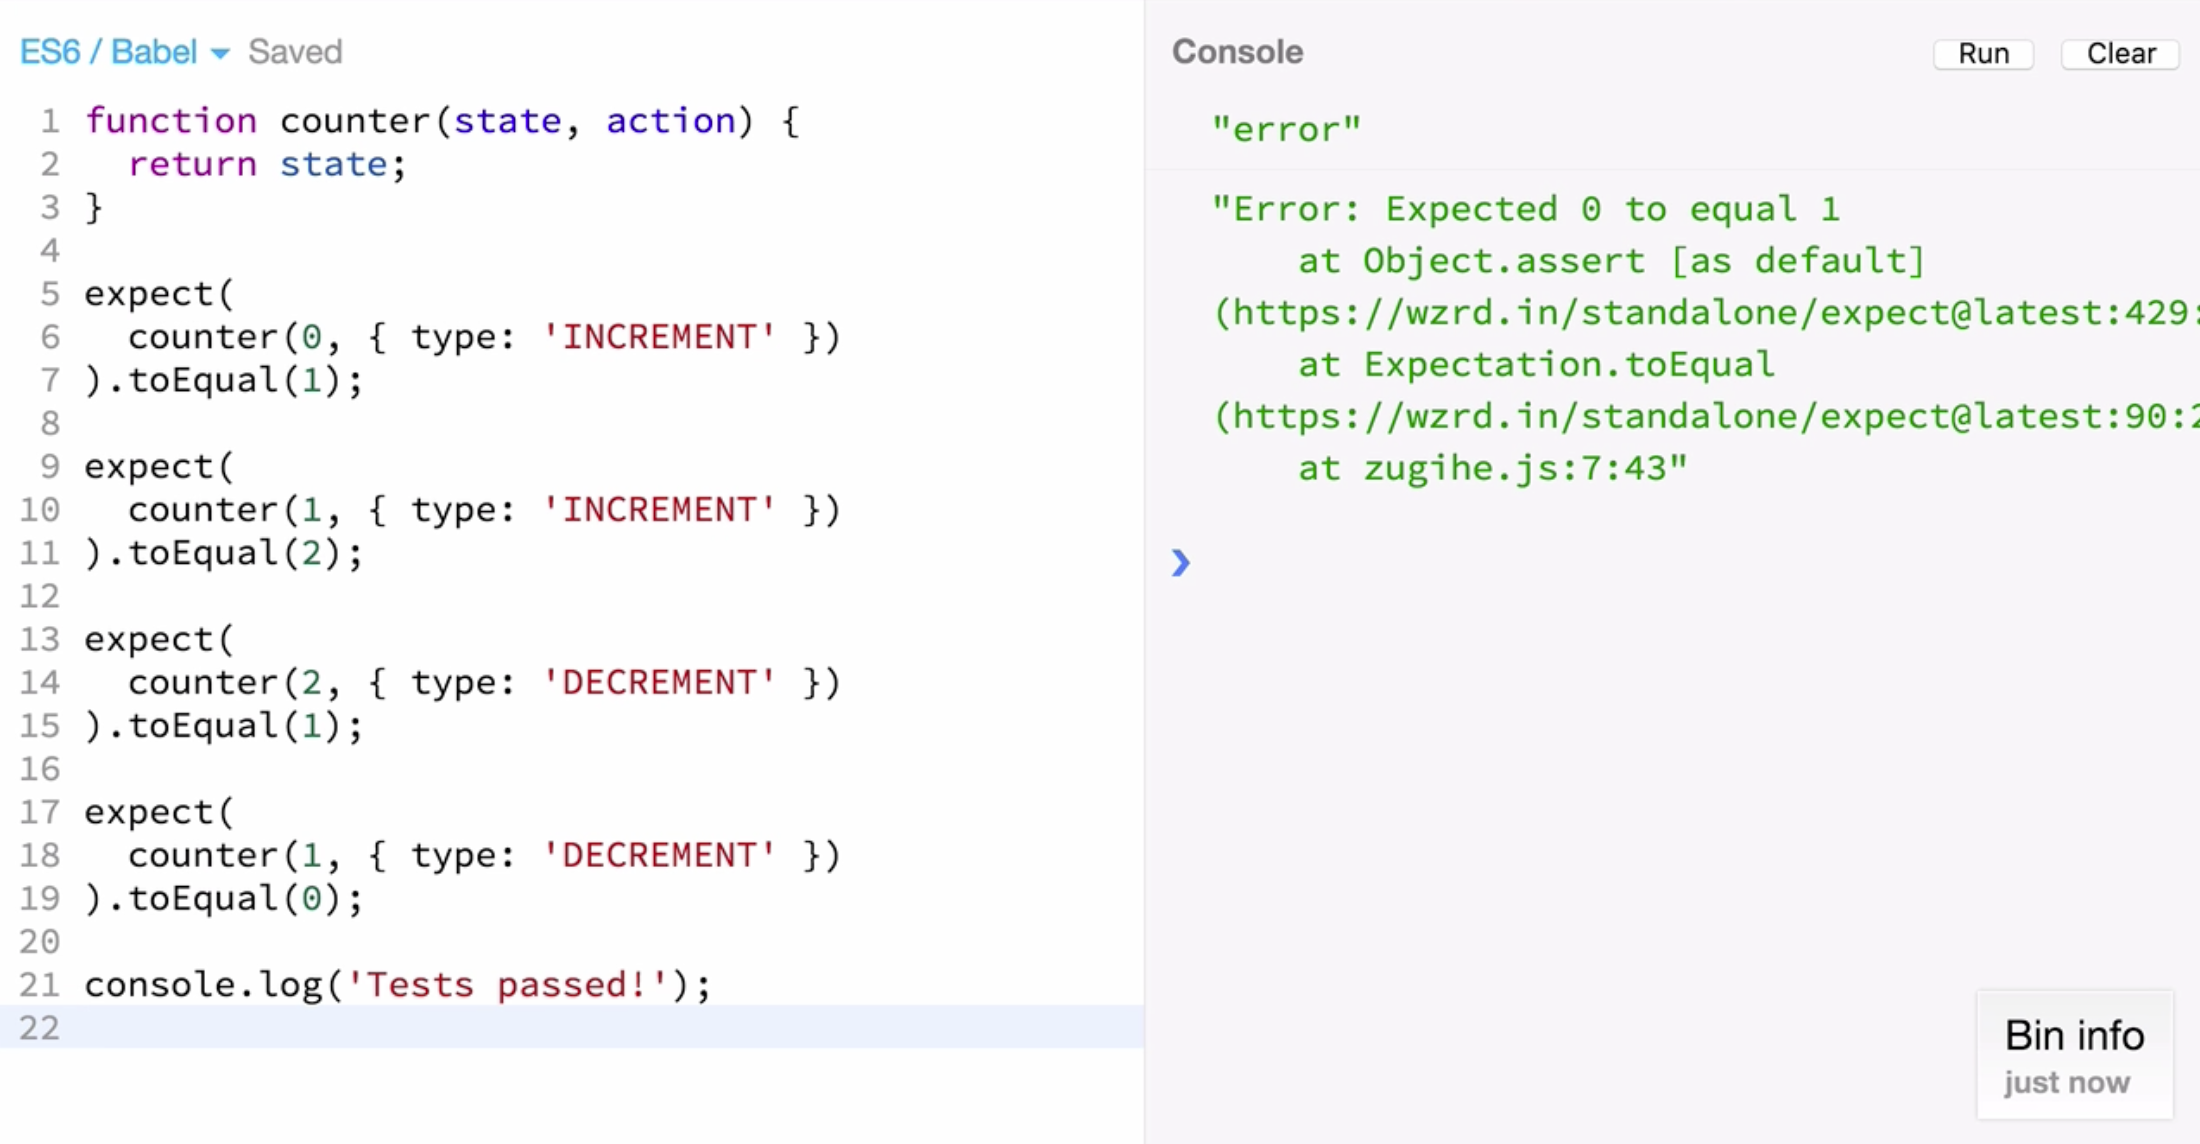 ES6 / Babel Saved
1 function counter(state, action) {
2   return state;
3 }
4
5 expect(
6   counter(0, { type: 'INCREMENT' })
7 ).toEqual(1);
8
9 expect(
10   counter(1, { type: 'INCREMENT' })
11 ).toEqual(2);
12
13 expect(
14   counter(2, { type: 'DECREMENT' })
15 ).toEqual(1);
16
17 expect(
18   counter(1, { type: 'DECREMENT' })
19 ).toEqual(0);
20
21 console.log('Tests passed!');
22
Console Run Clear
"error"
"Error: Expected 0 to equal 1
    at Object.assert [as default]
(https://wzrd.in/standalone/expect@latest:429:
    at Expectation.toEqual
(https://wzrd.in/standalone/expect@latest:90:2
    at zugihe.js:7:43"
❯
Bin info
just now